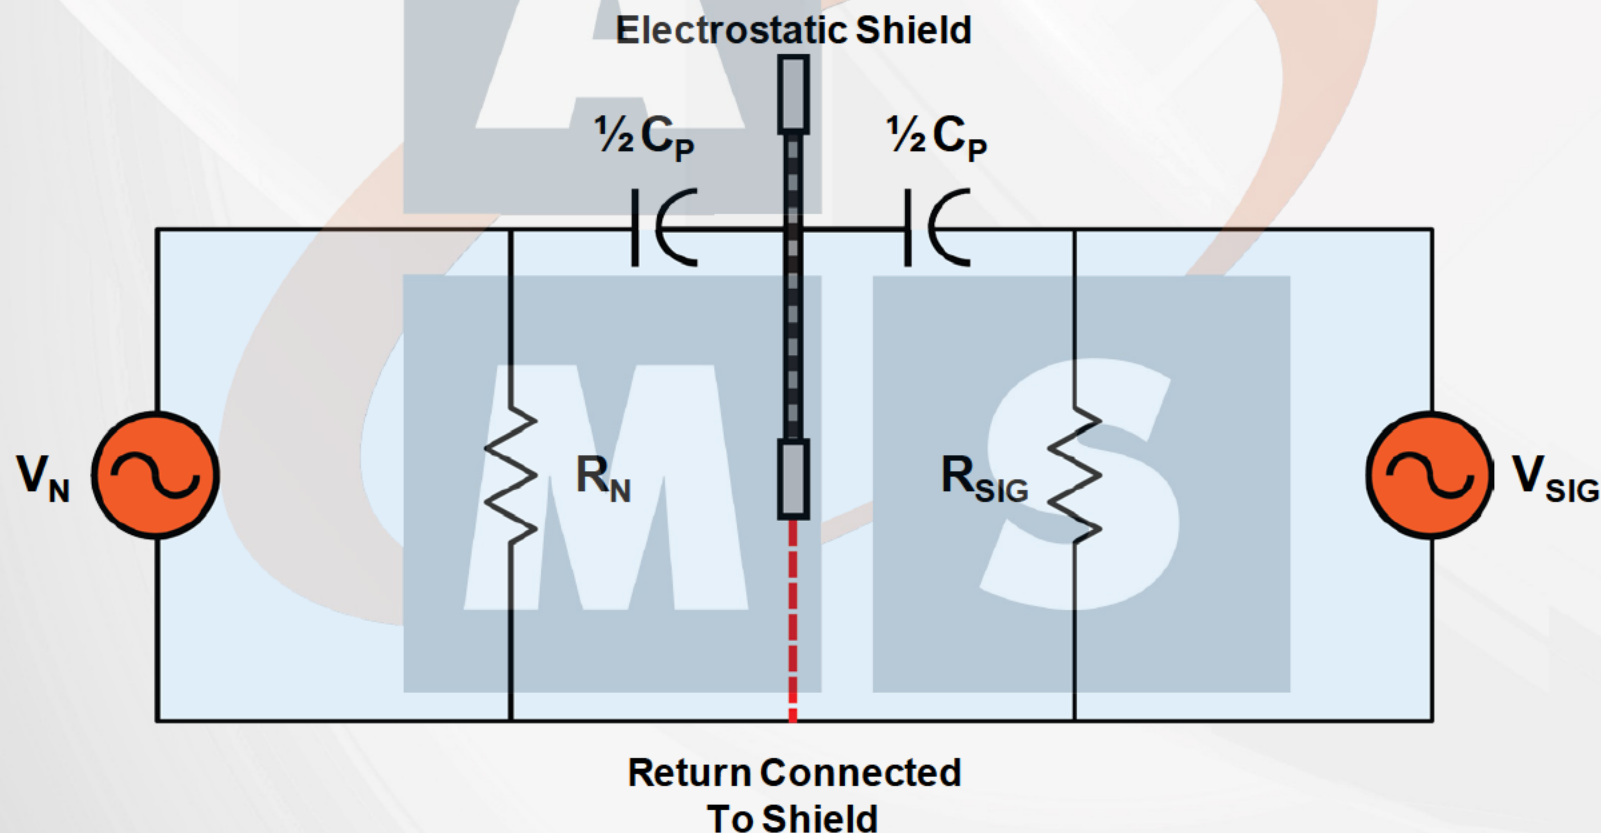 Electrostatic Shield
½ CP ½ CP
VN RN RSIG VSIG
A
M S
Return Connected
To Shield